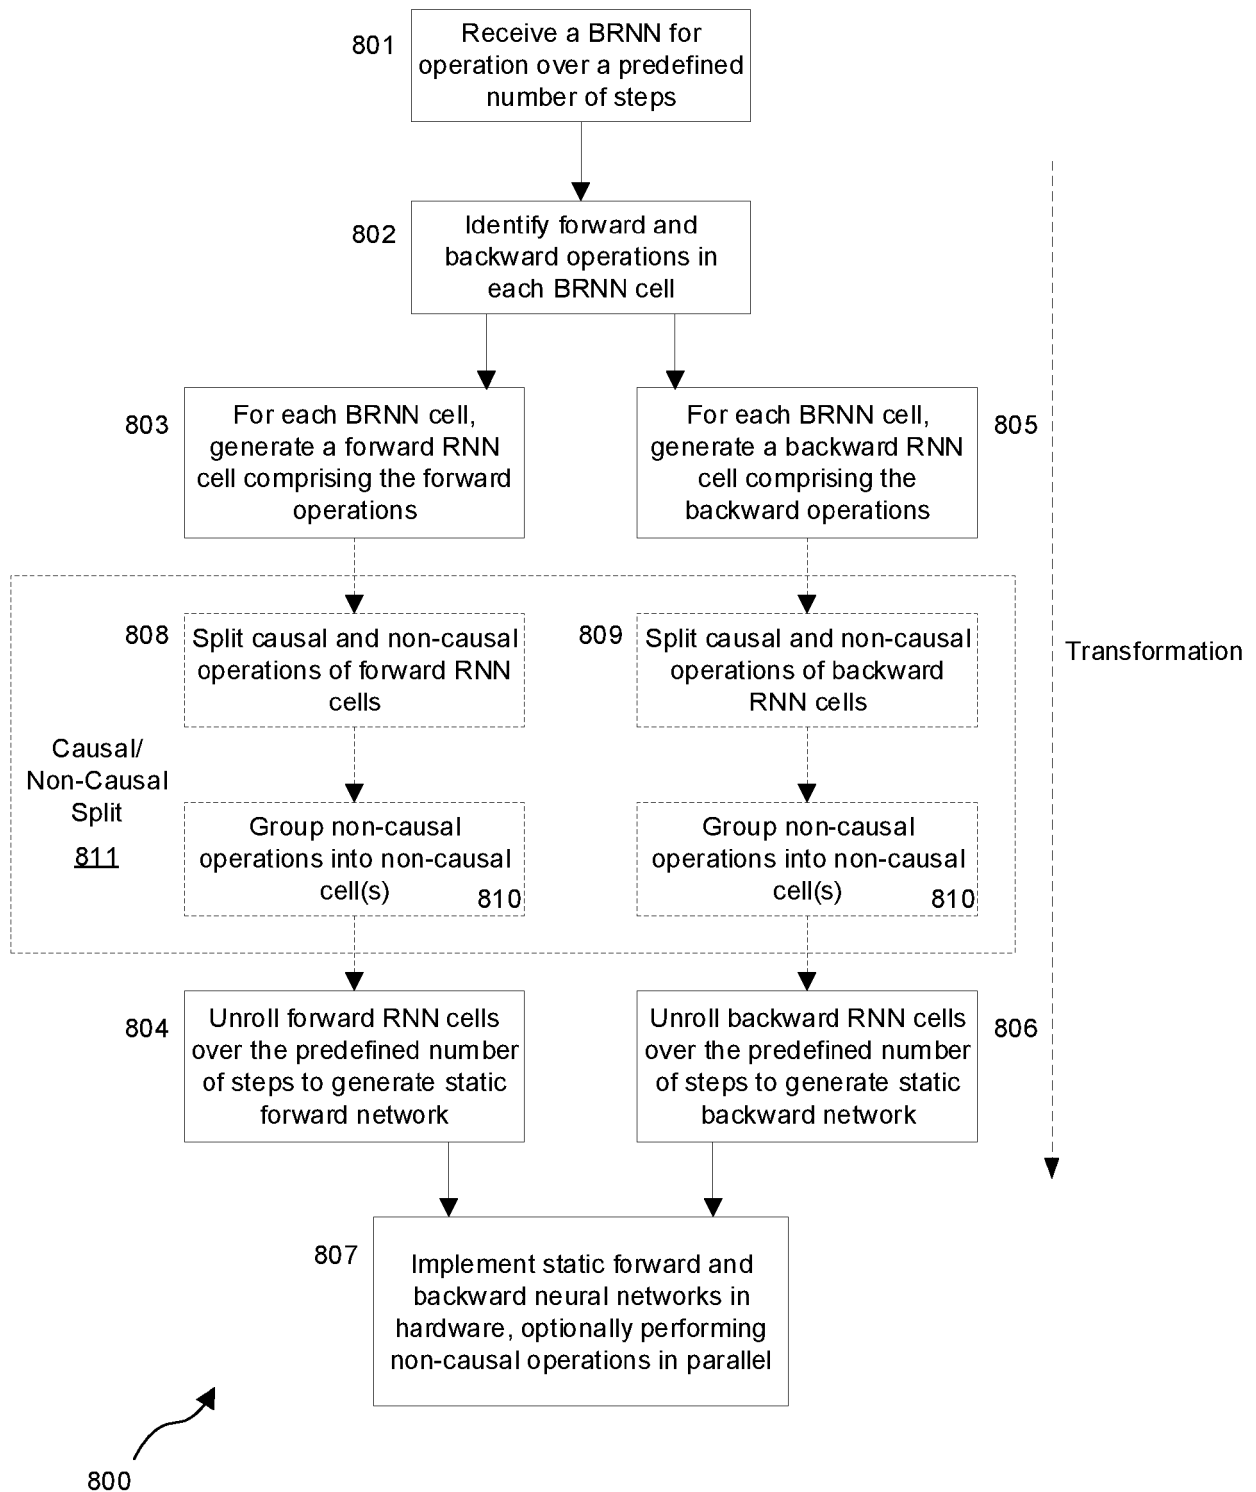 801
Receive a BRNN for
operation over a predefined
number of steps
802
Identify forward and
backward operations in
each BRNN cell
803
For each BRNN cell,
generate a forward RNN
cell comprising the forward
operations
For each BRNN cell,
generate a backward RNN
cell comprising the
backward operations
805
808
Split causal and non-causal
operations of forward RNN
cells
809
Split causal and non-causal
operations of backward
RNN cells
Transformation
Causal/
Non-Causal
Split
811
Group non-causal
operations into non-causal
cell(s)
810
Group non-causal
operations into non-causal
cell(s)
810
804
Unroll forward RNN cells
over the predefined number
of steps to generate static
forward network
Unroll backward RNN cells
over the predefined number
of steps to generate static
backward network
806
807
Implement static forward and
backward neural networks in
hardware, optionally performing
non-causal operations in parallel
800